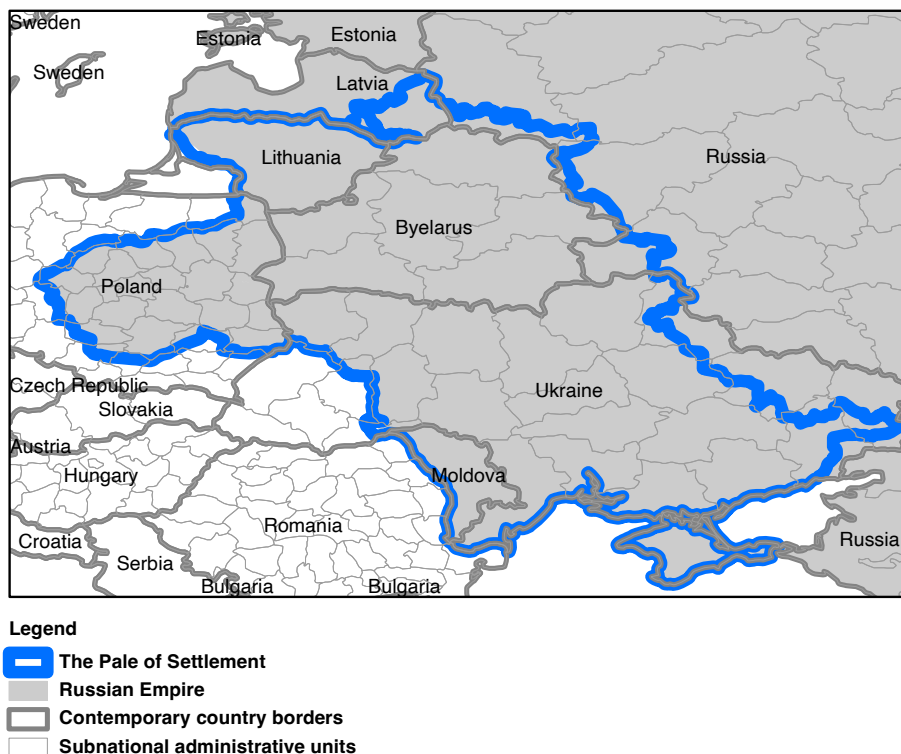 Sweden
Estonia
Estonia
Sweden
Latvia
Lithuania
Russia
Byelarus
Poland
Czech Republic
Slovakia
Ukraine
Austria
Hungary
Moldova
Romania
Croatia
Serbia
Russia
Bulgaria
Bulgaria
Legend
The Pale of Settlement
Russian Empire
Contemporary country borders
Subnational administrative units